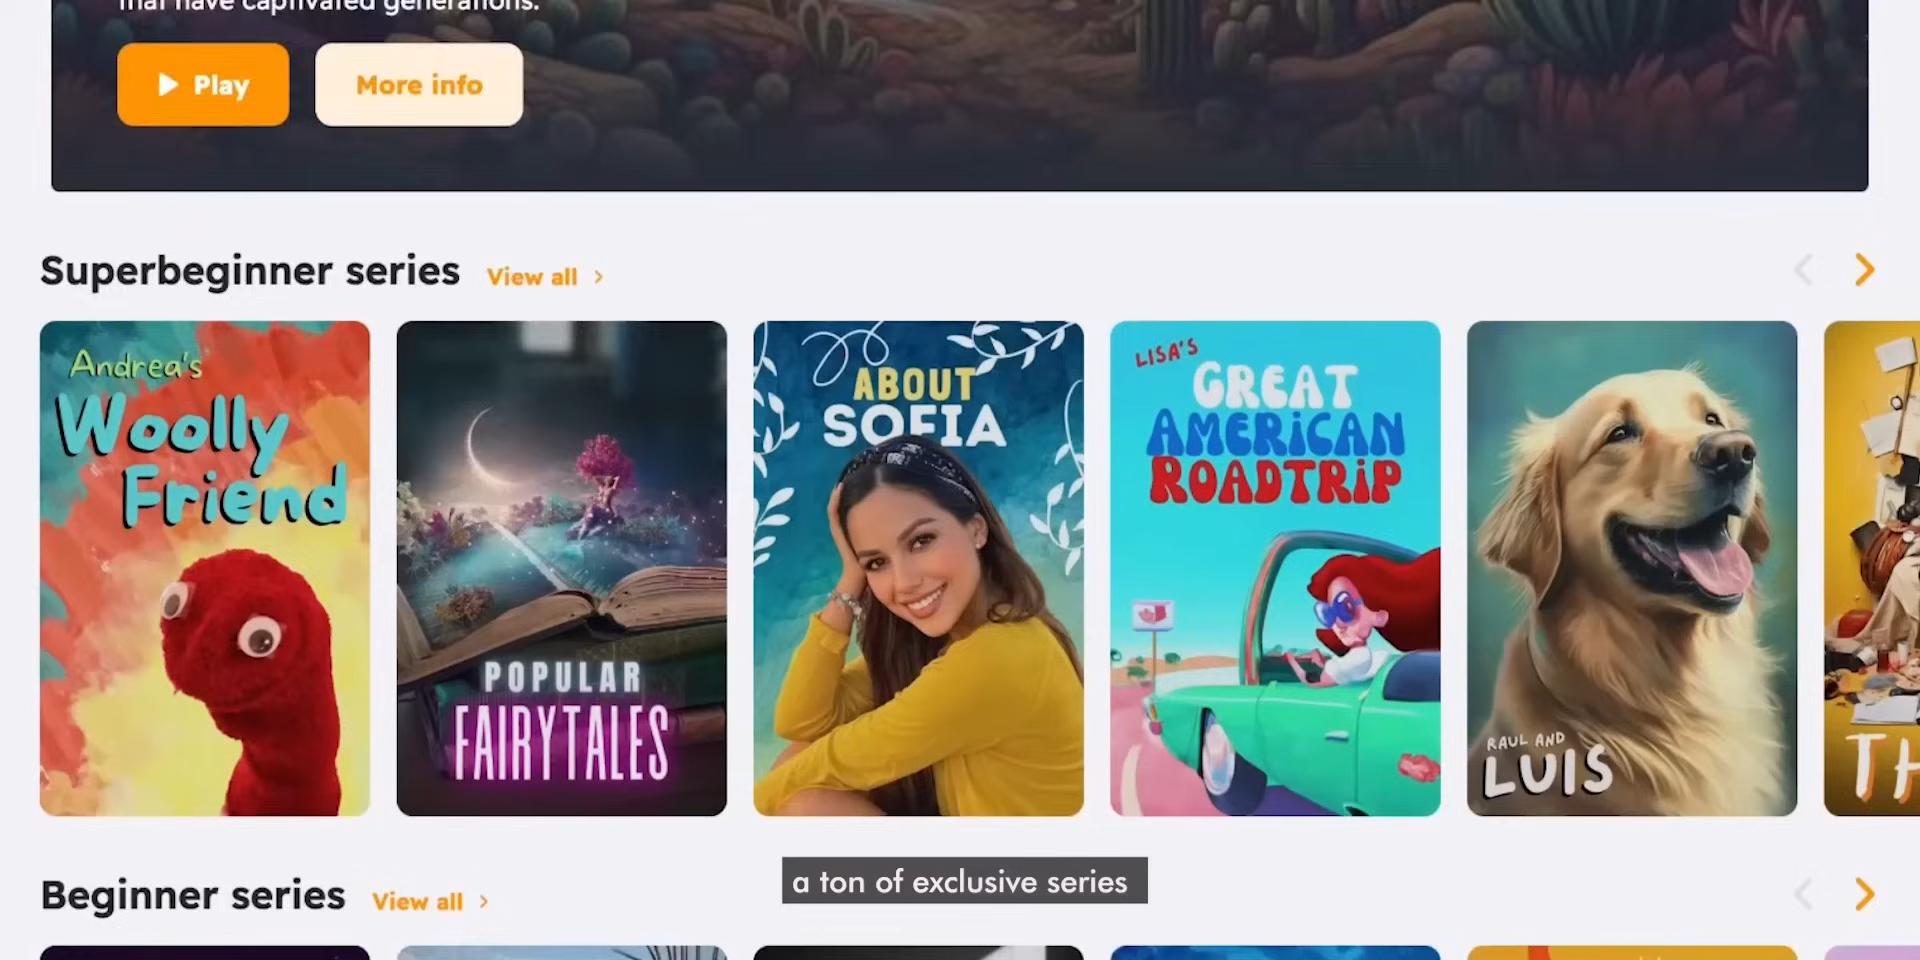 that have captivated generations.
Play
More info
Superbeginner series
View all
Andrea's
Woolly
Friend
POPULAR
FAIRYTALES
ABOUT
SOFIA
LISA'S
GREAT
AMERiCAN
ROADTRiP
RAUL AND
LUIS
TH
a ton of exclusive series
Beginner series
View all